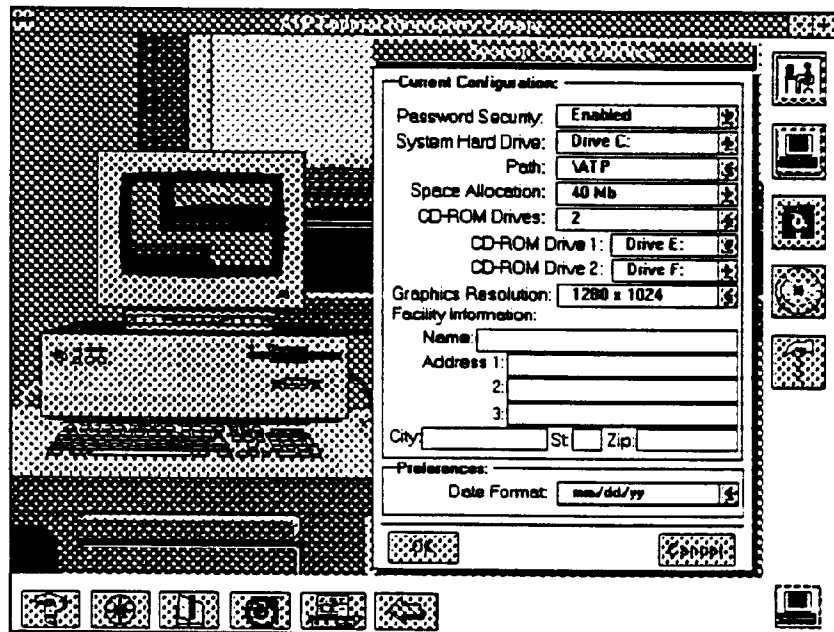 Current Configuration:
Password Security: Enabled
System Hard Drive: Drive C:
Path: \ATP
Space Allocation: 40 Mb
CD-ROM Drives: 2
CD-ROM Drive 1: Drive E:
CD-ROM Drive 2: Drive F:
Graphics Resolution: 1280 x 1024
Facility Information:
Name:
Address 1:
2:
3:
City: St: Zip:
Preferences:
Date Format: mm/dd/yy
OK Cancel